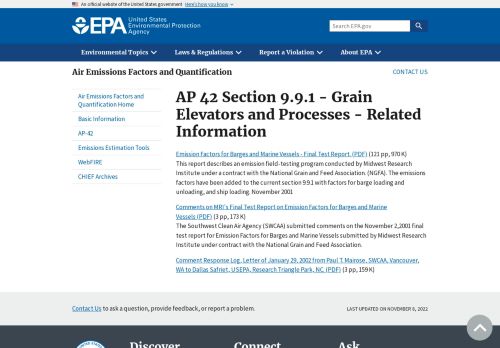 An official website of the United States government Here's how you know
EPA United States Environmental Protection Agency
Search EPA.gov
Environmental Topics Laws & Regulations Report a Violation About EPA
Air Emissions Factors and Quantification
CONTACT US
Air Emissions Factors and
Quantification Home
Basic Information
AP-42
Emissions Estimation Tools
WebFIRE
CHIEF Archives
AP 42 Section 9.9.1 - Grain
Elevators and Processes - Related
Information
Emission Factors for Barges and Marine Vessels - Final Test Report. (PDF) (121 pp, 970 K)
This report describes an emission field-testing program conducted by Midwest Research
Institute under a contract with the National Grain and Feed Association. (NGFA). The emissions
factors have been added to the current section 9.9.1 with factors for barge loading and
unloading, and ship loading. November 2001
Comments on MRI's Final Test Report on Emission Factors for Barges and Marine
Vessels (PDF) (3 pp, 173 K)
The Southwest Clean Air Agency (SWCAA) submitted comments on the November 2,2001 final
test report for Emission Factors for Barges and Marine Vessels submitted by Midwest Research
Institute under contract with the National Grain and Feed Association.
Comment Response Log, Letter of January 29, 2002 from Paul T. Mairose, SWCAA, Vancouver,
WA to Dallas Safriet, USEPA, Research Triangle Park, NC. (PDF) (3 pp, 159 K)
Contact Us to ask a question, provide feedback, or report a problem.
LAST UPDATED ON NOVEMBER 8, 2022
Discover Connect Ask